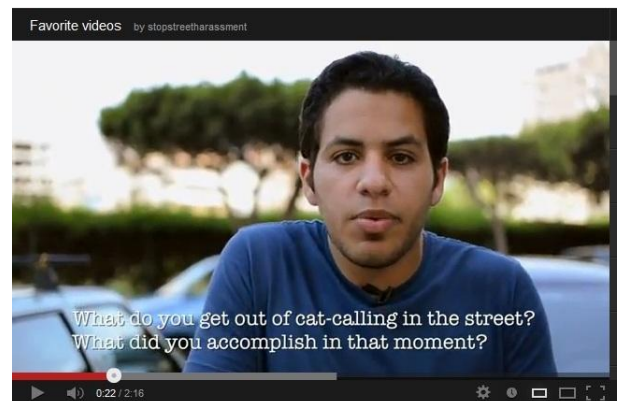 Favorite videos by stopstreetharassment
What do you get out of cat-calling in the street?
What did you accomplish in that moment?
0:22 / 2:16